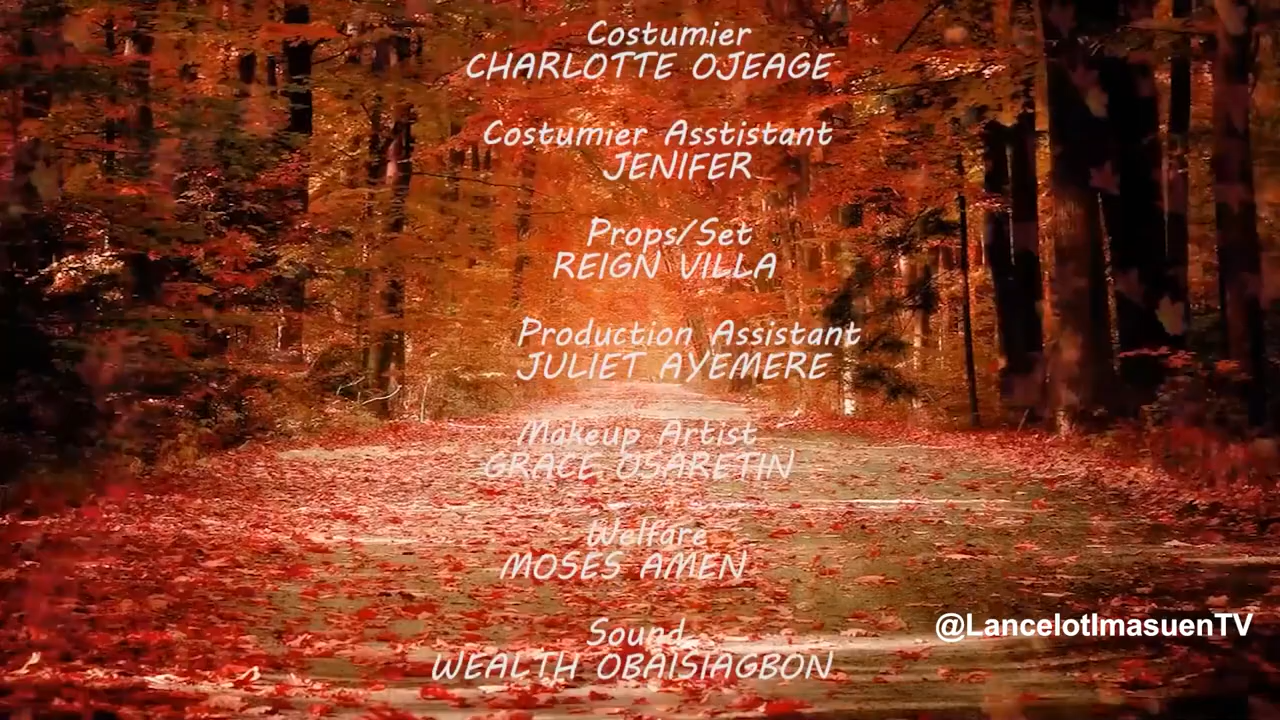 Costumier
CHARLOTTE OJEAGE
Costumier Asstistant
JENIFER
Props/Set
REIGN VILLA
Production Assistant
JULIET AYEMERE
Makeup Artist
GRACE OSARETIN
Welfare
MOSES AMEN
Sound
WEALTH OBAISIAGBON
@LancelotImasuenTV